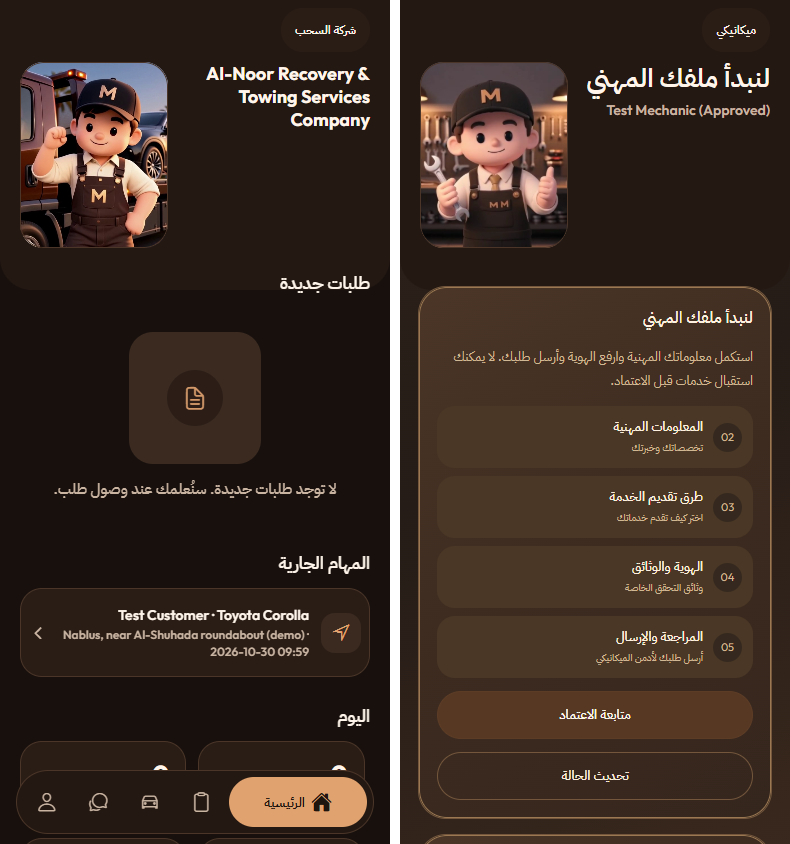 شركة السحب
Al-Noor Recovery &
Towing Services
Company
M
M
طلبات جديدة
لا توجد طلبات جديدة. سنُعلمك عند وصول طلب.
المهام الجارية
Test Customer · Toyota Corolla
Nablus, near Al-Shuhada roundabout (demo) ·
2026-10-30 09:59
اليوم
الرئيسية
ميكانيكي
لنبدأ ملفك المهني
Test Mechanic (Approved)
M
M M
لنبدأ ملفك المهني
استكمل معلوماتك المهنية وارفع الهوية وأرسل طلبك. لا يمكنك
استقبال خدمات قبل الاعتماد.
02
المعلومات المهنية
تخصصاتك وخبرتك
03
طرق تقديم الخدمة
اختر كيف تقدم خدماتك
04
الهوية والوثائق
وثائق التحقق الخاصة
05
المراجعة والإرسال
أرسل طلبك لأدمن الميكانيكي
متابعة الاعتماد
تحديث الحالة